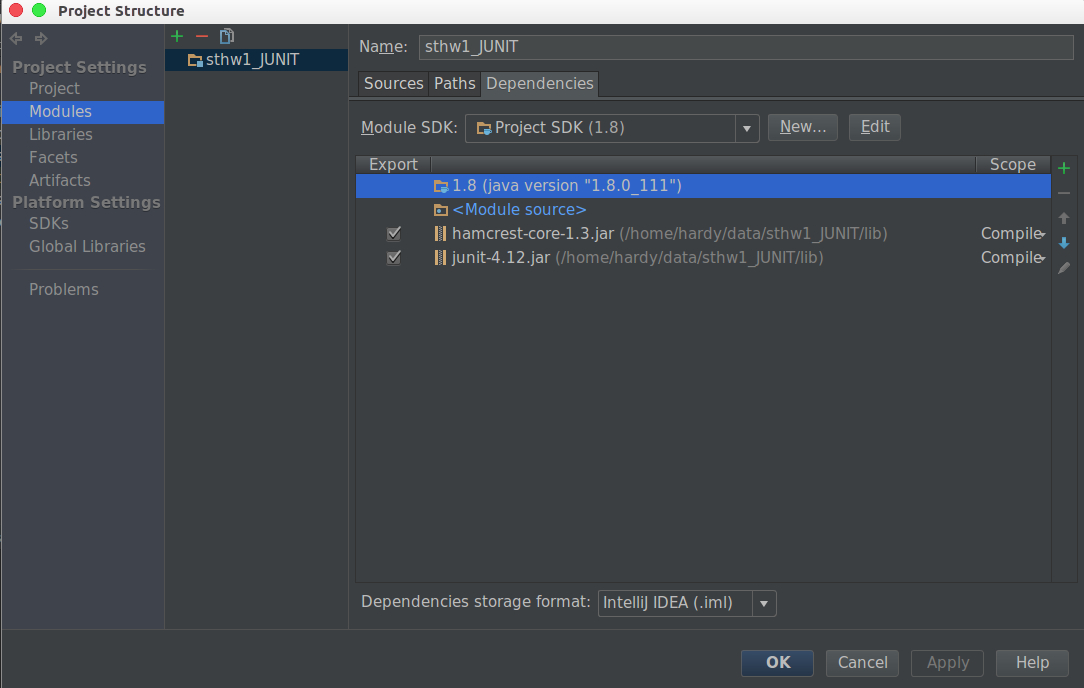 Project Structure
Project Settings
Project
Modules
Libraries
Facets
Artifacts
Platform Settings
SDKs
Global Libraries
Problems
sthw1_JUNIT
Name: sthw1_JUNIT
Sources Paths Dependencies
Module SDK: Project SDK (1.8) New... Edit
Export Scope
1.8 (java version "1.8.0_111")
<Module source>
hamcrest-core-1.3.jar (/home/hardy/data/sthw1_JUNIT/lib) Compile
junit-4.12.jar (/home/hardy/data/sthw1_JUNIT/lib) Compile
Dependencies storage format: IntelliJ IDEA (.iml)
OK Cancel Apply Help